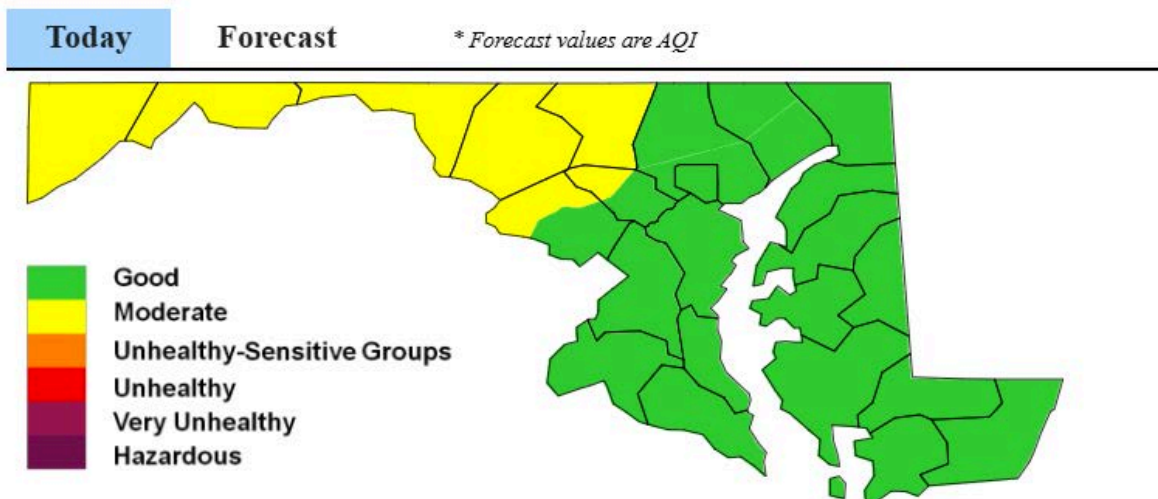 Today Forecast * Forecast values are AQI
Good
Moderate
Unhealthy-Sensitive Groups
Unhealthy
Very Unhealthy
Hazardous